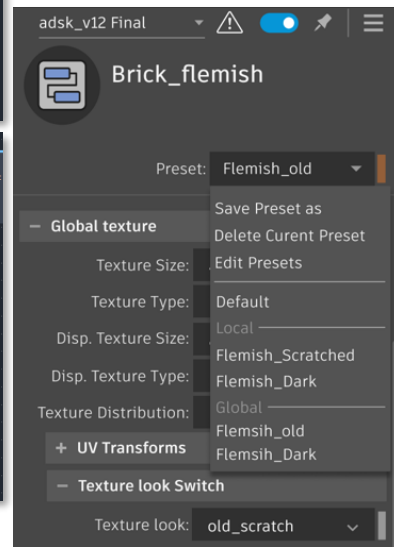 adsk_v12 Final
Brick_flemish
Preset: Flemish_old
Save Preset as
Delete Curent Preset
Edit Presets
Default
Local
Flemish_Scratched
Flemish_Dark
Global
Flemsih_old
Flemsih_Dark
Global texture
Texture Size:
Texture Type:
Disp. Texture Size:
Disp. Texture Type:
Texture Distribution:
UV Transforms
Texture look Switch
Texture look: old_scratch